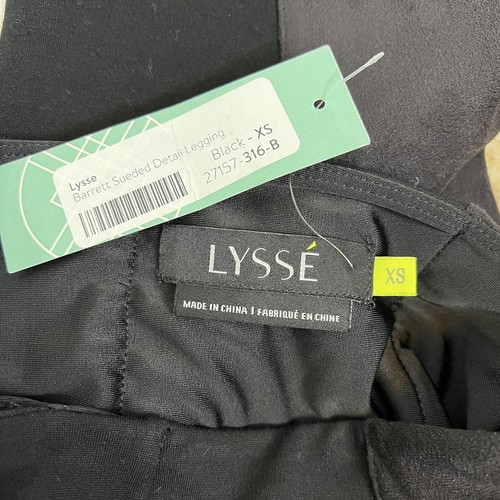 Lysse
Barrett Sueded Detail Legging
Black - XS
27157-316-B
LYSSÉ
XS
MADE IN CHINA | FABRIQUÉ EN CHINE